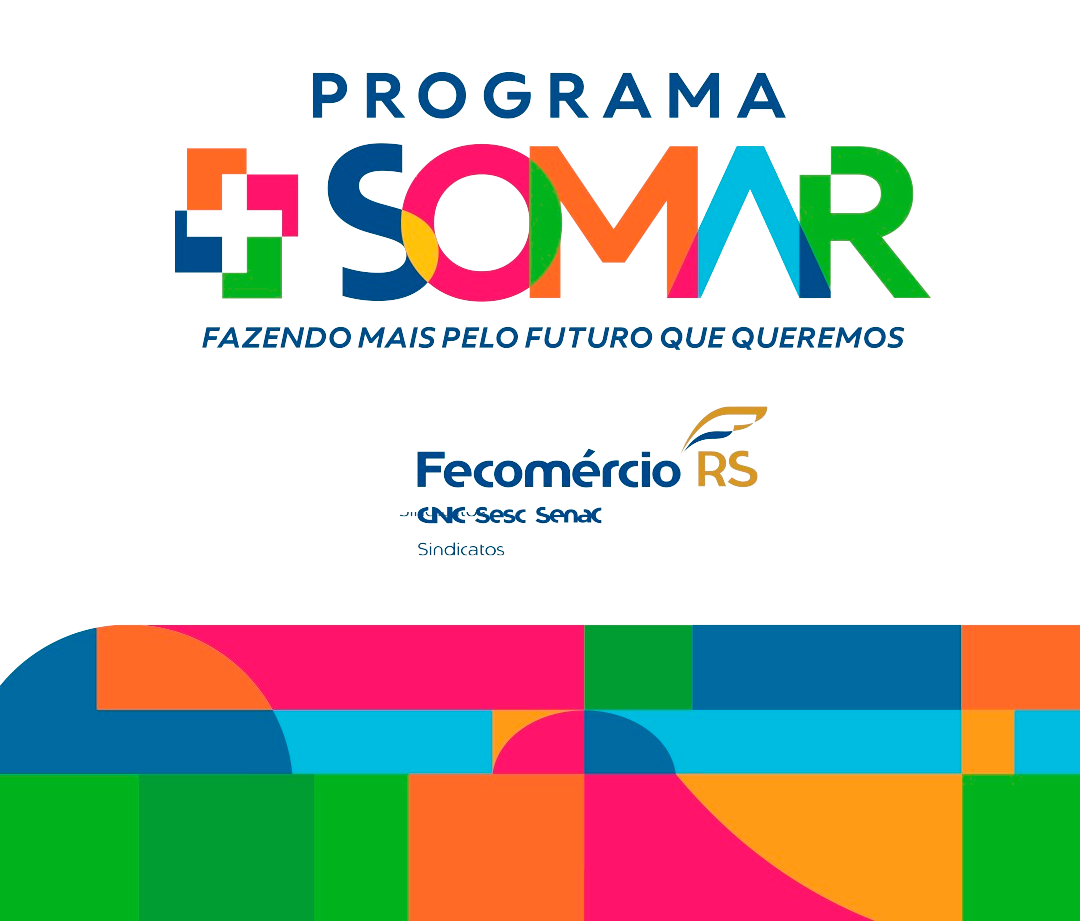 PROGRAMA
SOMAR
FAZENDO MAIS PELO FUTURO QUE QUEREMOS
Fecomércio RS
CNC Sesc Senac
Sindicatos